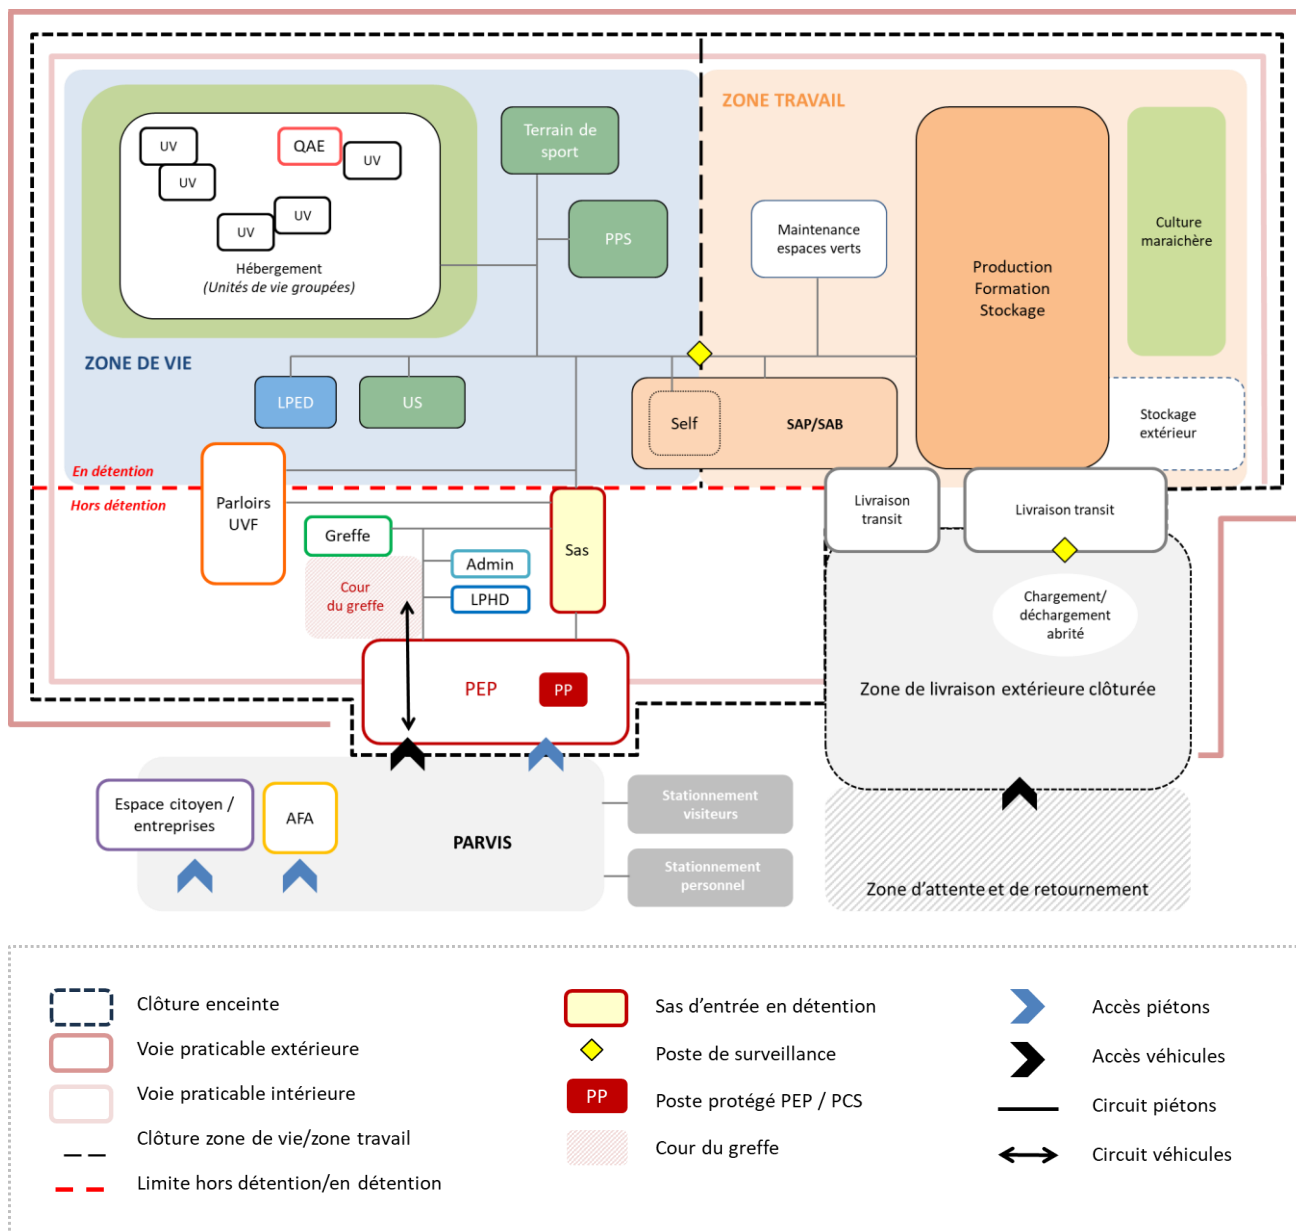 ZONE TRAVAIL
UV
UV
QAE
UV
UV
UV
Hébergement
(Unités de vie groupées)
Terrain de
sport
PPS
Maintenance
espaces verts
Production
Formation
Stockage
Culture
maraichère
ZONE DE VIE
LPED
US
Self
SAP/SAB
Stockage
extérieur
En détention
Hors détention
Parloirs
UVF
Greffe
Cour
du greffe
Admin
LPHD
Sas
Livraison
transit
Livraison transit
Chargement/
déchargement
abrité
PEP
PP
Zone de livraison extérieure clôturée
Espace citoyen /
entreprises
AFA
PARVIS
Stationnement
visiteurs
Stationnement
personnel
Zone d'attente et de retournement
Clôture enceinte
Voie praticable extérieure
Voie praticable intérieure
Clôture zone de vie/zone travail
Limite hors détention/en détention
Sas d'entrée en détention
Poste de surveillance
PP
Poste protégé PEP / PCS
Cour du greffe
Accès piétons
Accès véhicules
Circuit piétons
Circuit véhicules